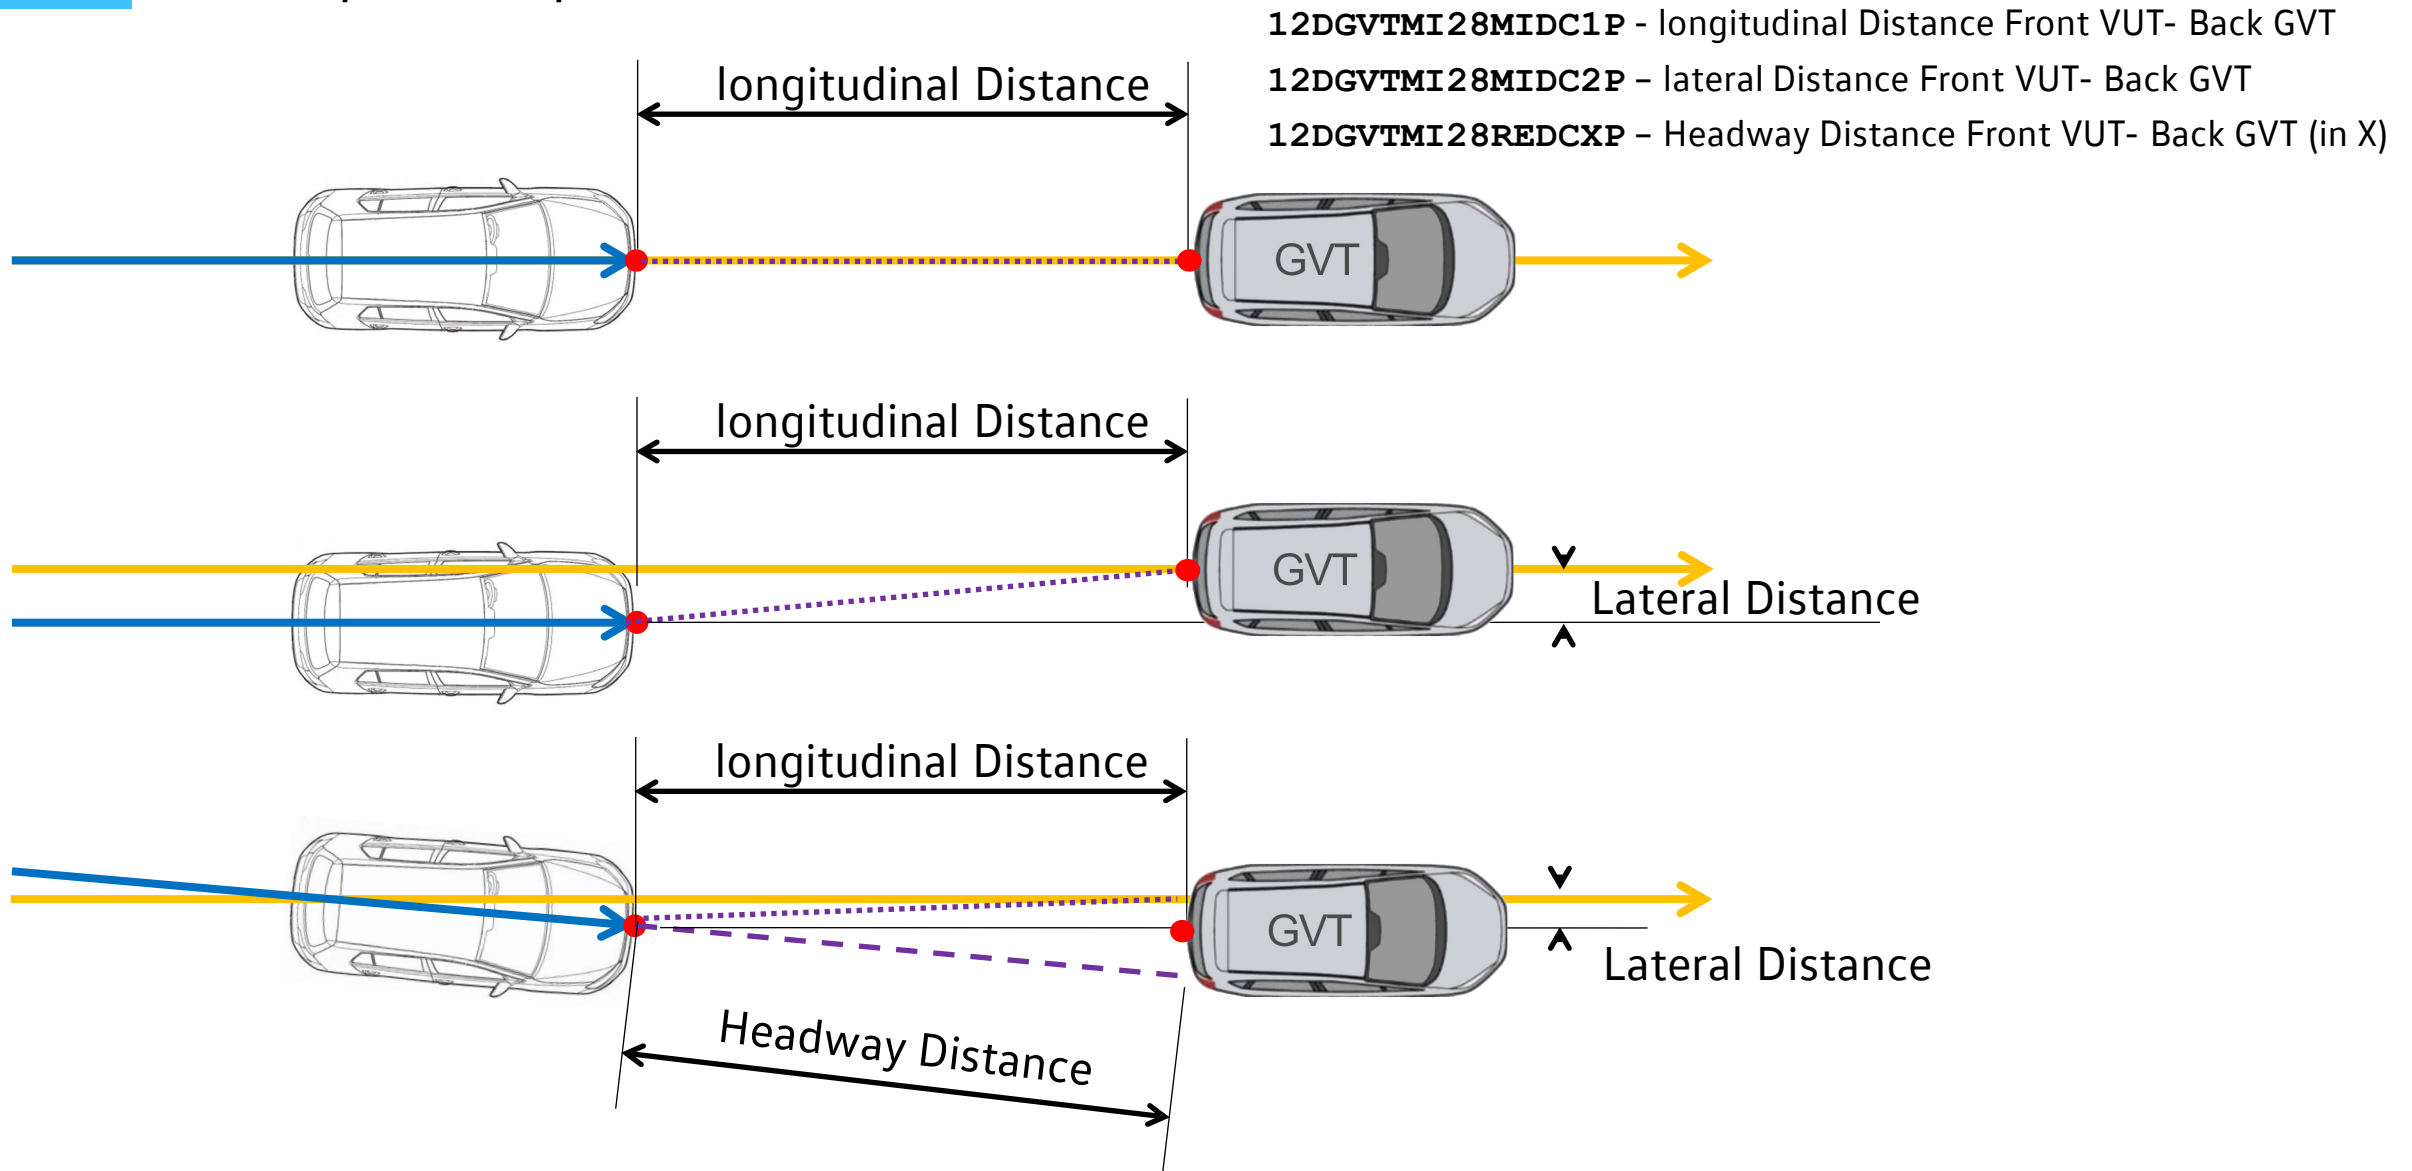 12DGVTMI28MIDC1P - longitudinal Distance Front VUT- Back GVT
12DGVTMI28MIDC2P – lateral Distance Front VUT- Back GVT
12DGVTMI28REDCXP – Headway Distance Front VUT- Back GVT (in X)
longitudinal Distance
GVT
longitudinal Distance
GVT
Lateral Distance
longitudinal Distance
GVT
Lateral Distance
Headway Distance